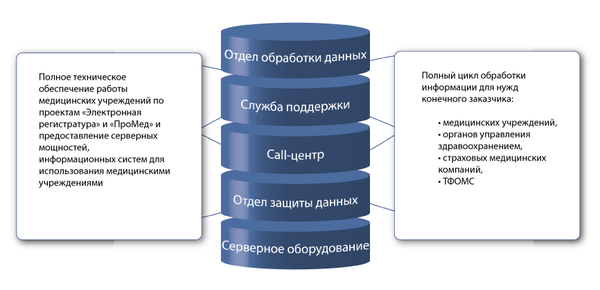 Полное техническое
обеспечение работы
медицинских учреждений по
проектам «Электронная
регистратура» и «ПроМед» и
предоставление серверных
мощностей,
информационных систем для
использования медицинскими
учреждениями
Отдел обработки данных
Служба поддержки
Call-центр
Отдел защиты данных
Серверное оборудование
Полный цикл обработки
информации для нужд
конечного заказчика:
• медицинских учреждений,
• органов управления
здравоохранением,
• страховых медицинских
компаний,
• ТФОМС